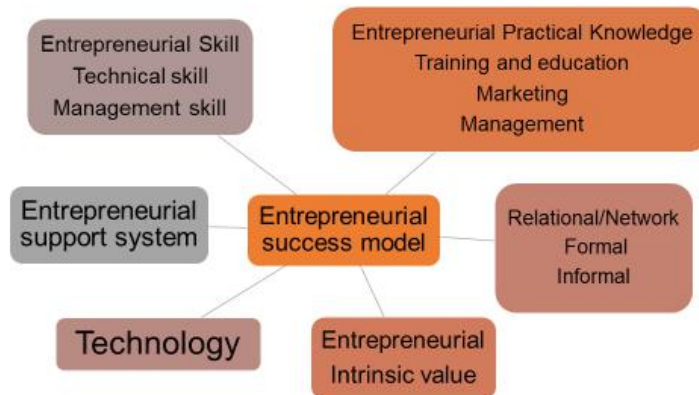 Entrepreneurial Skill
Technical skill
Management skill
Entrepreneurial Practical Knowledge
Training and education
Marketing
Management
Entrepreneurial
support system
Entrepreneurial
success model
Relational/Network
Formal
Informal
Technology
Entrepreneurial
Intrinsic value